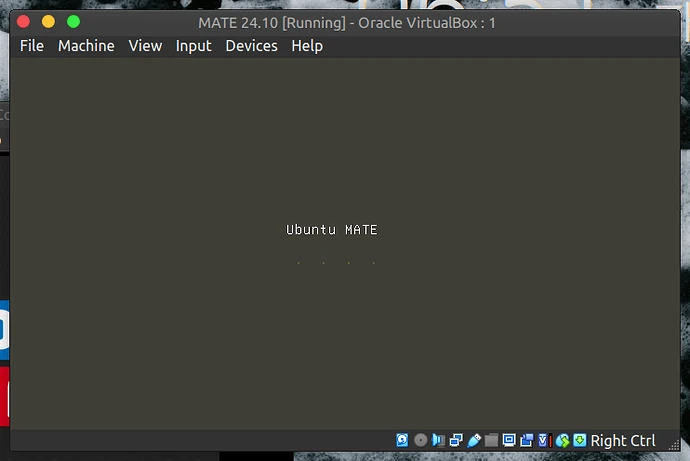 MATE 24.10 [Running] - Oracle VirtualBox : 1
File Machine View Input Devices Help
Ubuntu MATE
. . . .
Right Ctrl